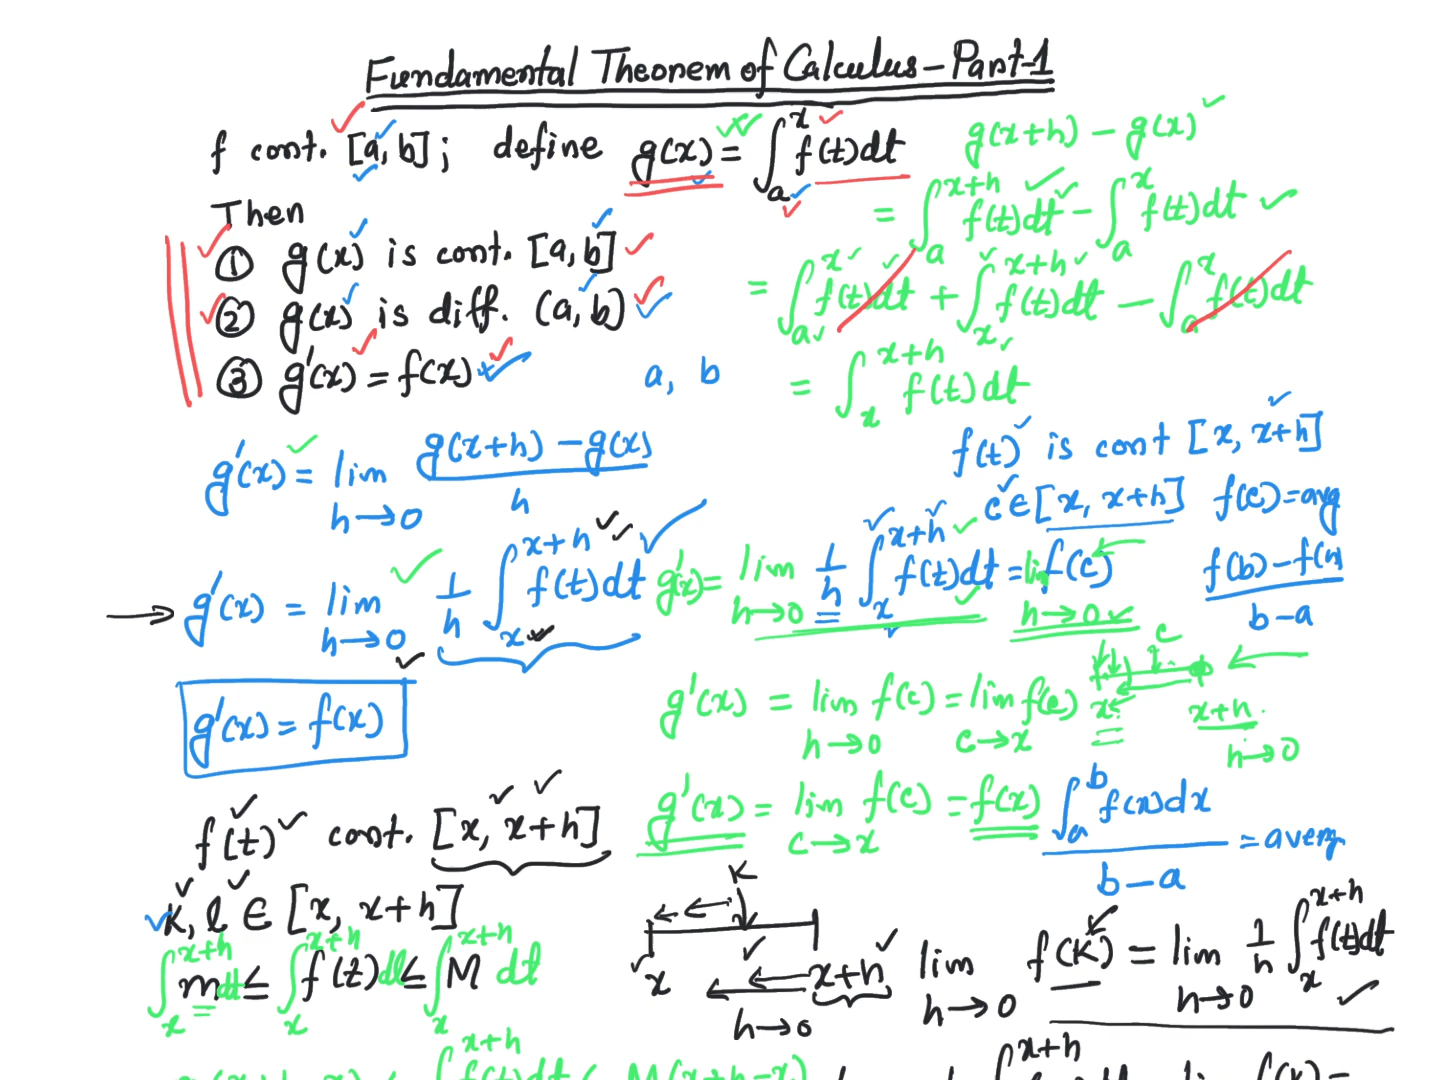 Fundamental Theorem of Calculus - Part-1
f cont. [a, b] ; define g(x) = ∫_a^x f(t)dt
Then
① g(x) is cont. [a, b]
② g(x) is diff. (a, b)
③ g'(x) = f(x)
a, b
g(x+h) - g(x)
= ∫_a^{x+h} f(t)dt - ∫_a^x f(t)dt
= ∫_a^x f(t)dt + ∫_x^{x+h} f(t)dt - ∫_a^x f(t)dt
= ∫_x^{x+h} f(t)dt
g'(x) = lim_{h→0} (g(x+h) - g(x))/h
f(t) is cont [x, x+h]
c ∈ [x, x+h] f(c) = avg
→ g'(x) = lim_{h→0} 1/h ∫_x^{x+h} f(t)dt
g'(x) = lim_{h→0} 1/h ∫_x^{x+h} f(t)dt = lim_{h→0} f(c)
(f(b) - f(a))/(b-a)
g'(x) = f(x)
g'(x) = lim_{h→0} f(c) = lim_{c→x} f(c)
c
x x+h
h→0
g'(x) = lim_{c→x} f(c) = f(x)
(∫_a^b f(x)dx)/(b-a) = averg
f(t) cont. [x, x+h]
K, l ∈ [x, x+h]
∫_x^{x+h} m dt ≤ ∫_x^{x+h} f(t)dt ≤ ∫_x^{x+h} M dt
K
x x+h
h→0
lim_{h→0} f(K) = lim_{h→0} 1/h ∫_x^{x+h} f(t)dt